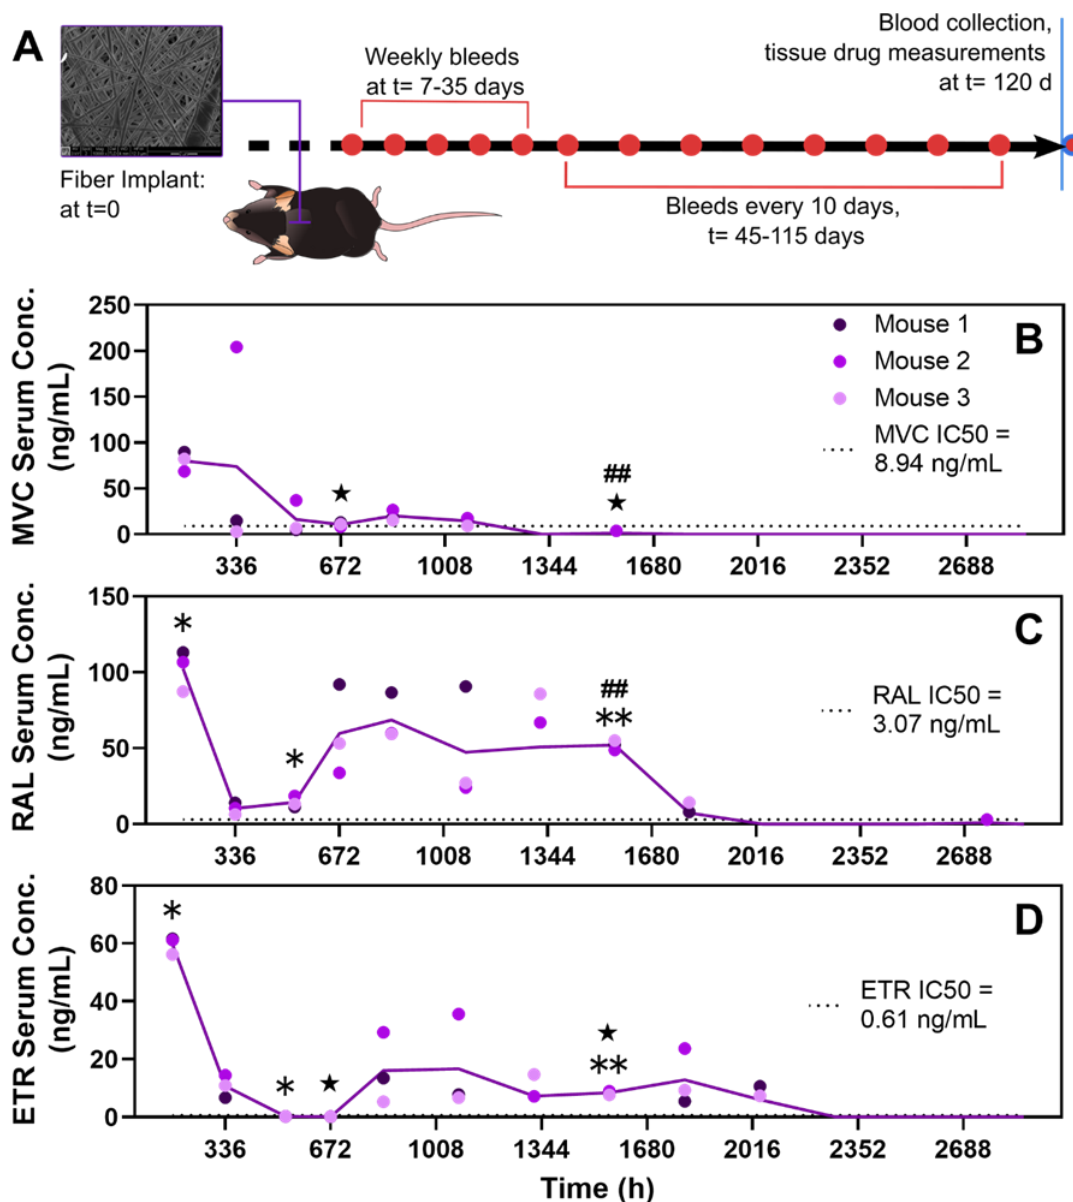 A
Weekly bleeds
at t= 7-35 days
Blood collection,
tissue drug measurements
at t= 120 d
Fiber Implant:
at t=0
Bleeds every 10 days,
t= 45-115 days
B
MVC Serum Conc.
(ng/mL)
250
200
150
100
50
0
Mouse 1
Mouse 2
Mouse 3
MVC IC50 =
8.94 ng/mL
★
##
★
336 672 1008 1344 1680 2016 2352 2688
C
RAL Serum Conc.
(ng/mL)
150
100
50
0
*
*
##
**
RAL IC50 =
3.07 ng/mL
336 672 1008 1344 1680 2016 2352 2688
D
ETR Serum Conc.
(ng/mL)
80
60
40
20
0
*
*
★
★
**
ETR IC50 =
0.61 ng/mL
336 672 1008 1344 1680 2016 2352 2688
Time (h)